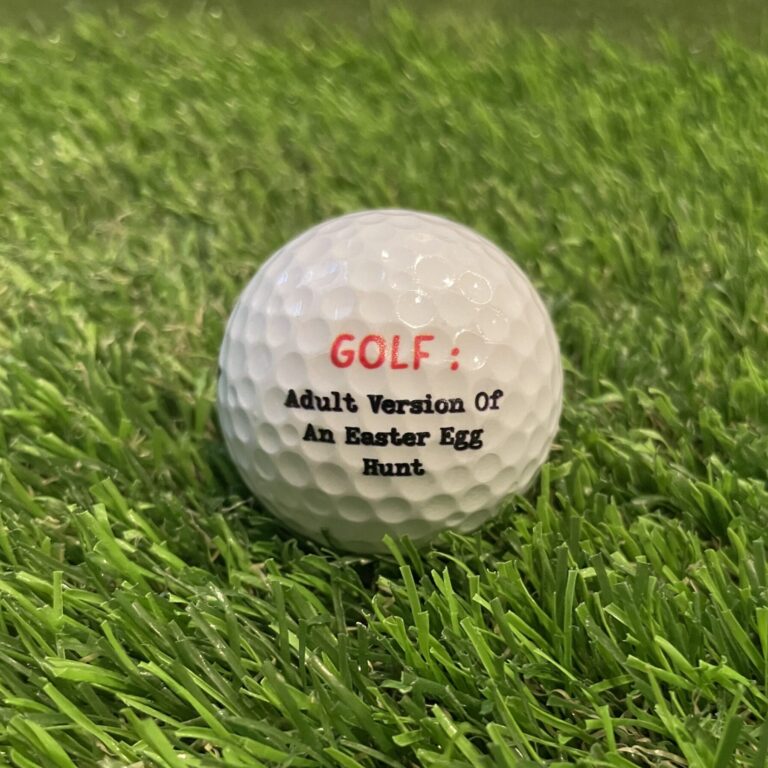 GOLF :
Adult Version Of
An Easter Egg
Hunt